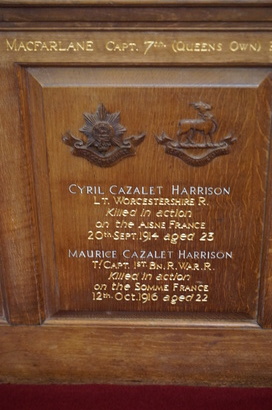 MACFARLANE CAPT. 7TH (QUEENS OWN)
CYRIL CAZALET HARRISON
LT. WORCESTERSHIRE R.
Killed in action
on the AISNE FRANCE
20TH SEPT. 1914 aged 23
MAURICE CAZALET HARRISON
T/CAPT. 1ST BN. R. WAR. R.
Killed in action
on the SOMME FRANCE
12th OCT. 1916 aged 22